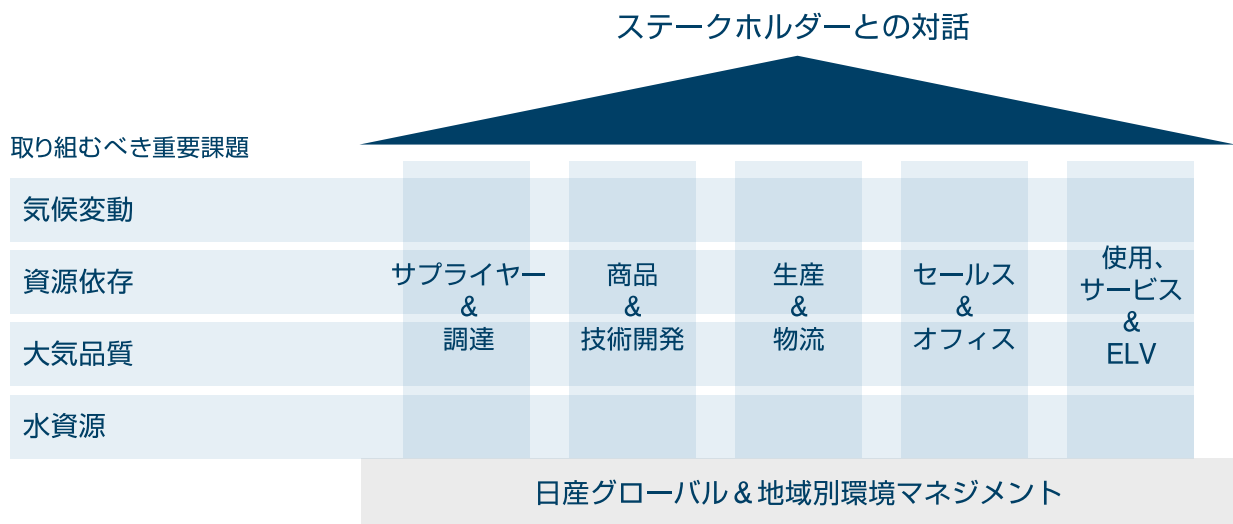 ステークホルダーとの対話
取り組むべき重要課題
気候変動
資源依存
大気品質
水資源
サプライヤー
&
調達
商品
&
技術開発
生産
&
物流
セールス
&
オフィス
使用、
サービス
&
ELV
日産グローバル&地域別環境マネジメント